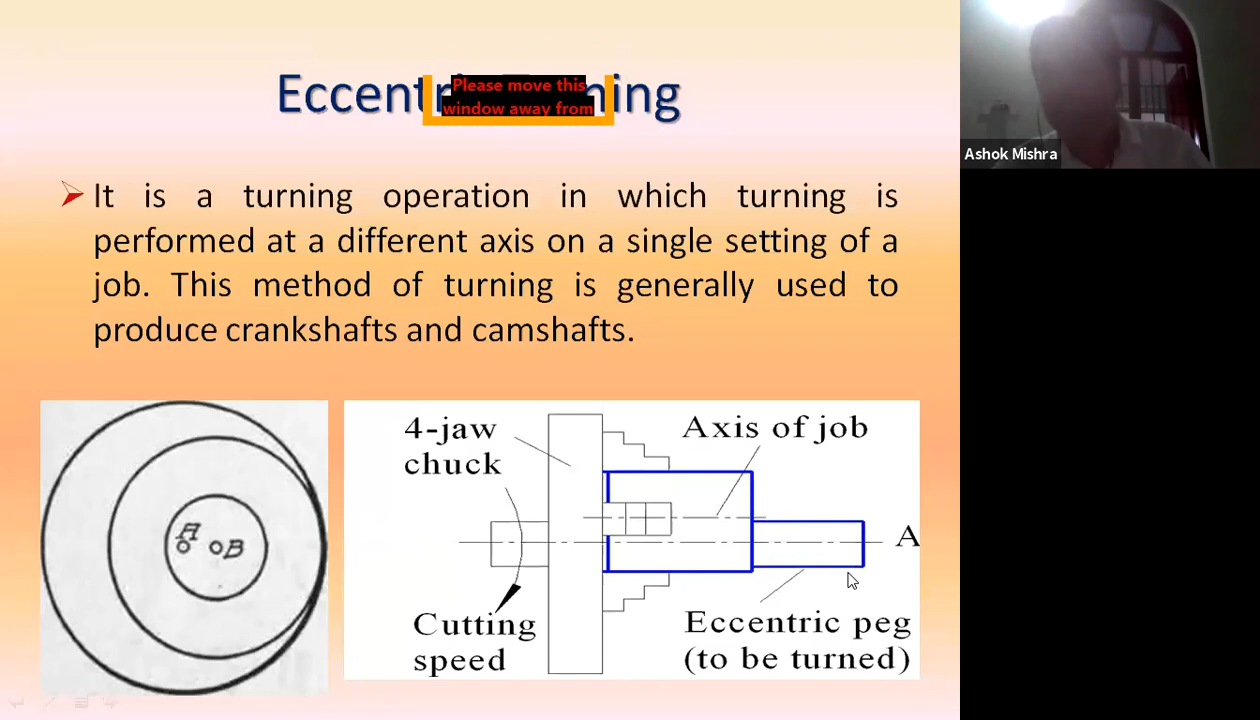 Eccent ning
Please move this
window away from
Ashok Mishra
It is a turning operation in which turning is
performed at a different axis on a single setting of a
job. This method of turning is generally used to
produce crankshafts and camshafts.
A
B
4-jaw
chuck
Axis of job
A
Cutting
speed
Eccentric peg
(to be turned)